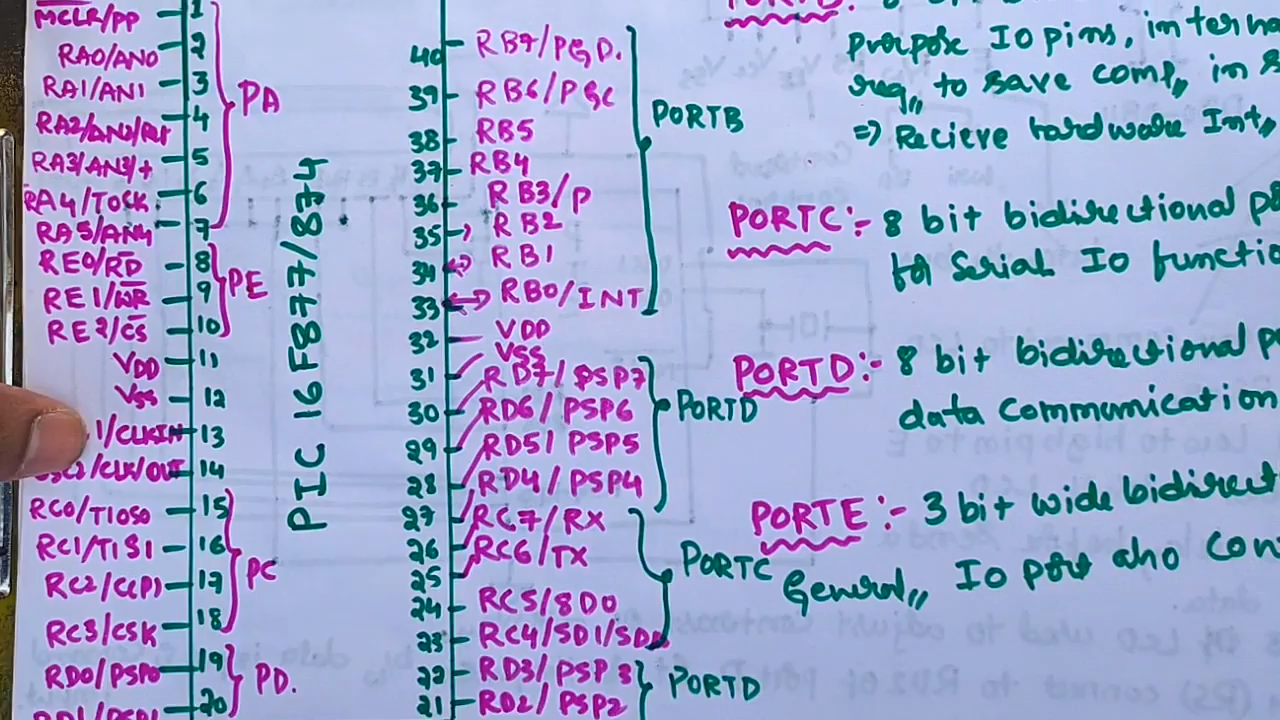 MCLR/PP 1
RA0/AN0 2
RA1/AN1 3
4
RA3/AN3/+ 5
RA4/TOCK 6
RA5/AN4 7
PA
RE0/RD 8
RE1/WR 9
RE2/CS 10
PE
VDD 11
VSS 12
1/CLKIN 13
OSC2/CLK/OUT 14
RC0/T1OSO 15
RC1/T1S1 16
RC2/CCP1 17
RC3/CSK 18
PC
RD0/PSP0 19
20
PD.
PIC 16F877/874
40 RB7/PGD.
39 RB6/PGC
38 RB5
37 RB4
36 RB3/P
35 RB2
34 RB1
33 RB0/INT
PORTB
32 VDD
31 VSS
30 RD7/PSP7
29 RD6/PSP6
28 RD5/PSP5
27 RD4/PSP4
PORTD
26 RC7/RX
25 RC6/TX
24 RC5/SDO
23 RC4/SDI/SDA
PORTC
22 RD3/PSP3
21 RD2/PSP2
PORTD
propose IO pins, interna
req,, to save comp,, in
=> Recieve hardware Int,,
PORTC:- 8 bit bidirectional p
for Serial IO functio
PORTD:- 8 bit bidirectional p
data Communication
PORTE:- 3 bit wide bidirect
General,, IO port also con